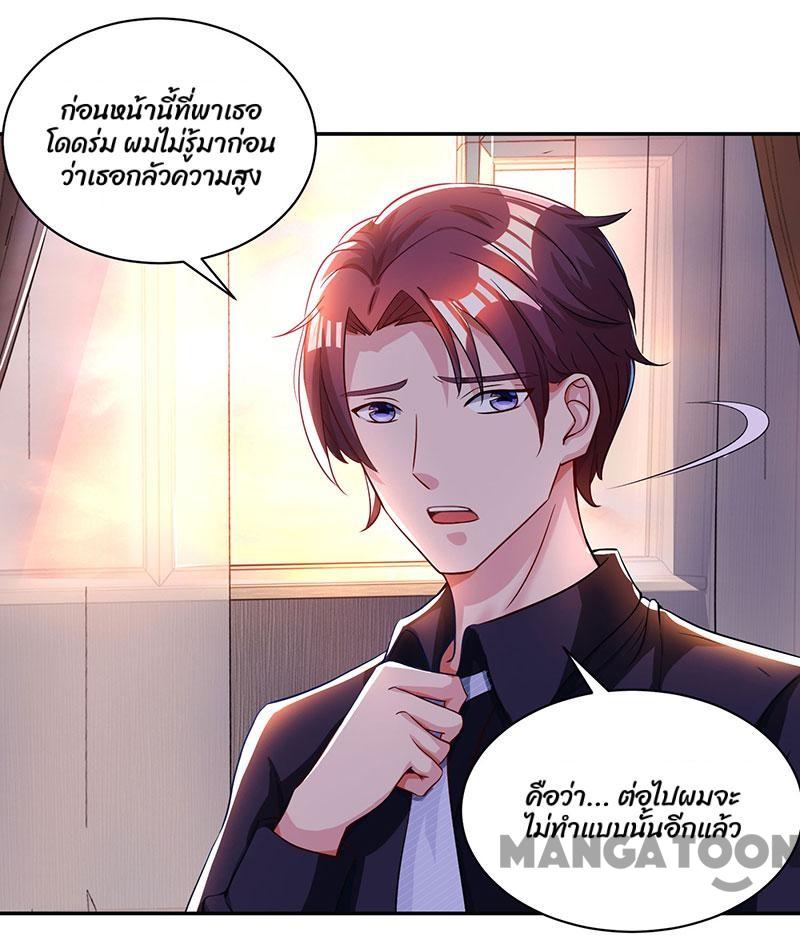 ก่อนหน้านี้ที่พาเธอ
โดดร่ม ผมไม่รู้มาก่อน
ว่าเธอกลัวความสูง
คือว่า... ต่อไปผมจะ
ไม่ทำแบบนั้นอีกแล้ว
MANGATOON